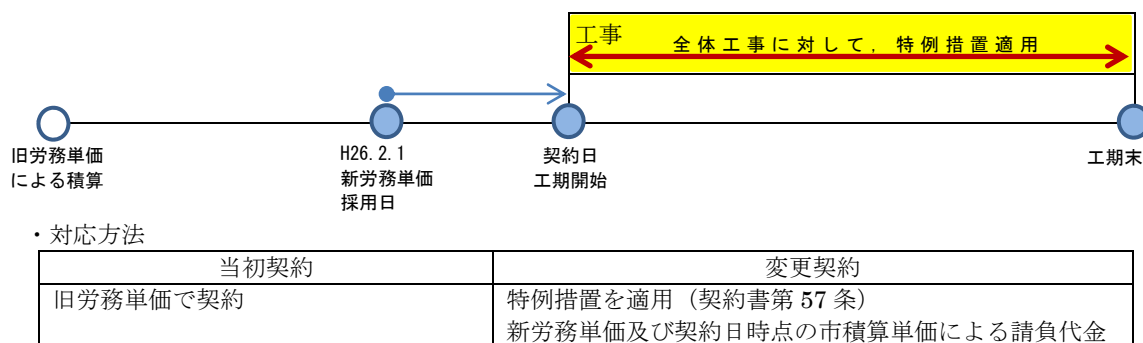 工事
全体工事に対して，特例措置適用
旧労務単価
による積算
H26.2.1
新労務単価
採用日
契約日
工期開始
工期末
・対応方法
当初契約
変更契約
旧労務単価で契約
特例措置を適用（契約書第 57 条）
新労務単価及び契約日時点の市積算単価による請負代金